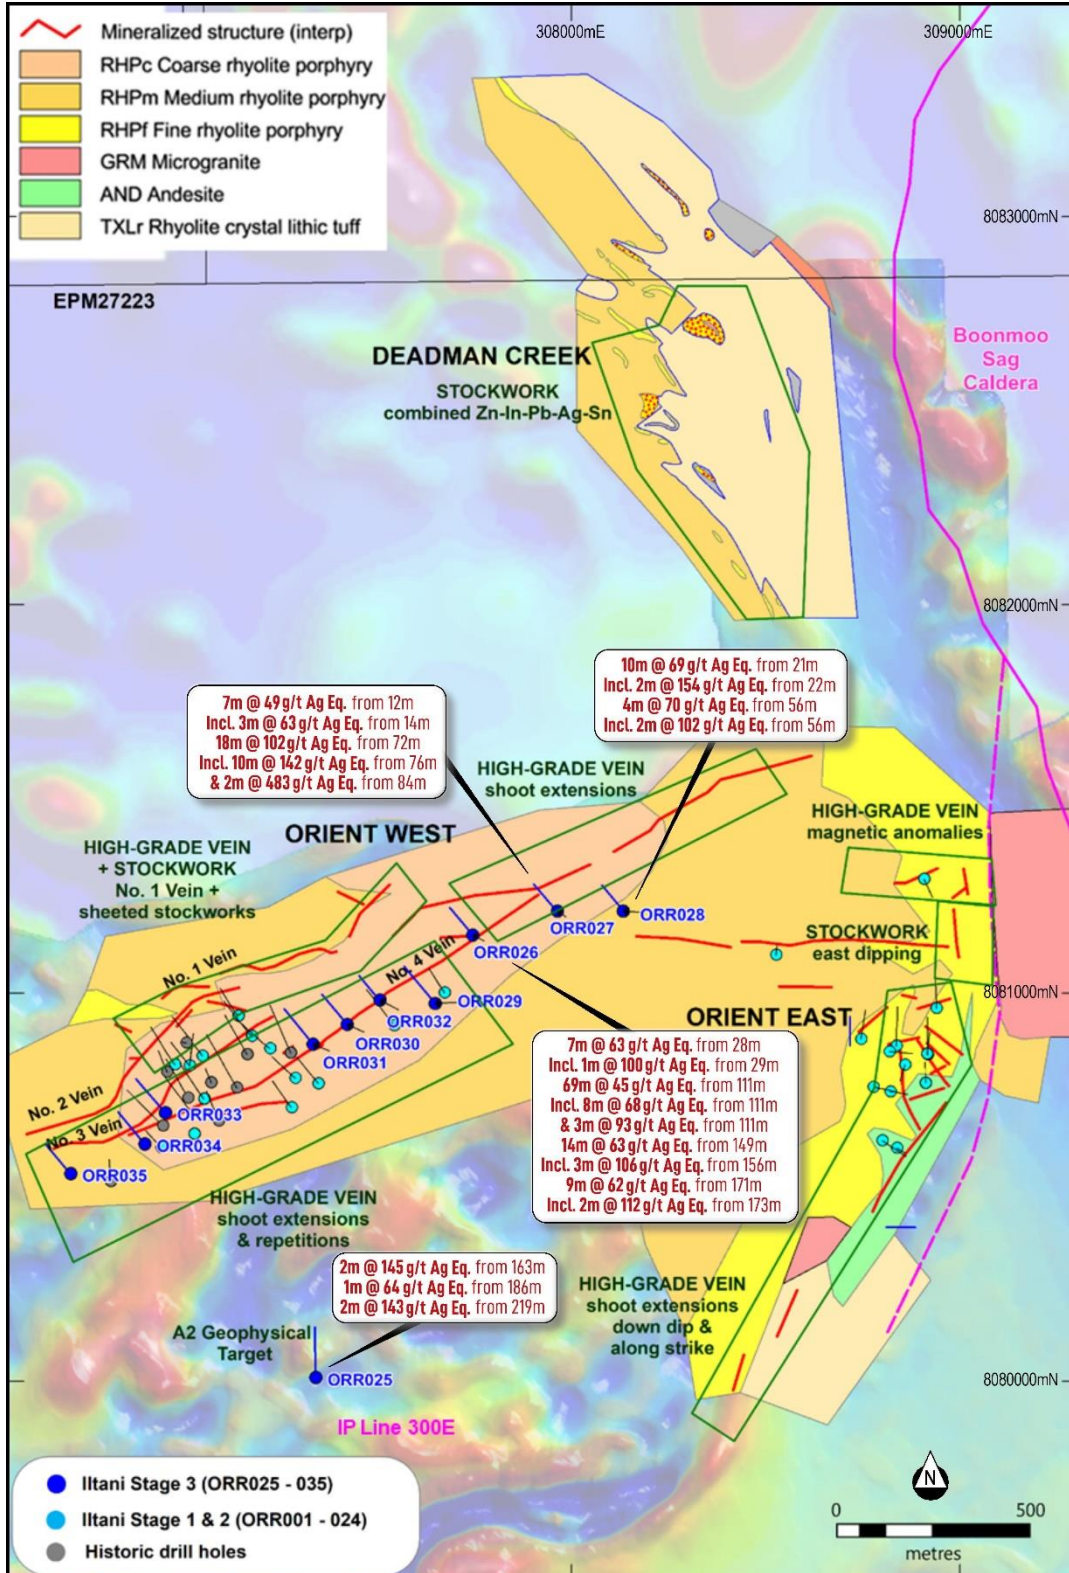 Mineralized structure (interp)
RHPc Coarse rhyolite porphyry
RHPm Medium rhyolite porphyry
RHPf Fine rhyolite porphyry
GRM Microgranite
AND Andesite
TXLr Rhyolite crystal lithic tuff
308000mE
309000mE
8083000mN
EPM27223
DEADMAN CREEK
STOCKWORK
combined Zn-In-Pb-Ag-Sn
Boonmoo
Sag
Caldera
8082000mN
10m @ 69 g/t Ag Eq. from 21m
Incl. 2m @ 154 g/t Ag Eq. from 22m
4m @ 70 g/t Ag Eq. from 56m
Incl. 2m @ 102 g/t Ag Eq. from 56m
7m @ 49 g/t Ag Eq. from 12m
Incl. 3m @ 63 g/t Ag Eq. from 14m
18m @ 102 g/t Ag Eq. from 72m
Incl. 10m @ 142 g/t Ag Eq. from 76m
& 2m @ 483 g/t Ag Eq. from 84m
HIGH-GRADE VEIN
shoot extensions
HIGH-GRADE VEIN
magnetic anomalies
ORIENT WEST
HIGH-GRADE VEIN
+ STOCKWORK
No. 1 Vein +
sheeted stockworks
ORR027
ORR028
ORR026
STOCKWORK
east dipping
No. 1 Vein
No. 4 Vein
8081000mN
ORR029
ORIENT EAST
ORR032
ORR030
ORR031
7m @ 63 g/t Ag Eq. from 28m
Incl. 1m @ 100 g/t Ag Eq. from 29m
69m @ 45 g/t Ag Eq. from 111m
Incl. 8m @ 68 g/t Ag Eq. from 111m
& 3m @ 93 g/t Ag Eq. from 111m
14m @ 63 g/t Ag Eq. from 149m
Incl. 3m @ 106 g/t Ag Eq. from 156m
9m @ 62 g/t Ag Eq. from 171m
Incl. 2m @ 112 g/t Ag Eq. from 173m
No. 2 Vein
ORR033
No. 3 Vein
ORR034
ORR035
HIGH-GRADE VEIN
shoot extensions
& repetitions
2m @ 145 g/t Ag Eq. from 163m
1m @ 64 g/t Ag Eq. from 186m
2m @ 143 g/t Ag Eq. from 219m
HIGH-GRADE VEIN
shoot extensions
down dip &
along strike
A2 Geophysical
Target
ORR025
8080000mN
IP Line 300E
Iltani Stage 3 (ORR025 - 035)
Iltani Stage 1 & 2 (ORR001 - 024)
Historic drill holes
N
0
500
metres